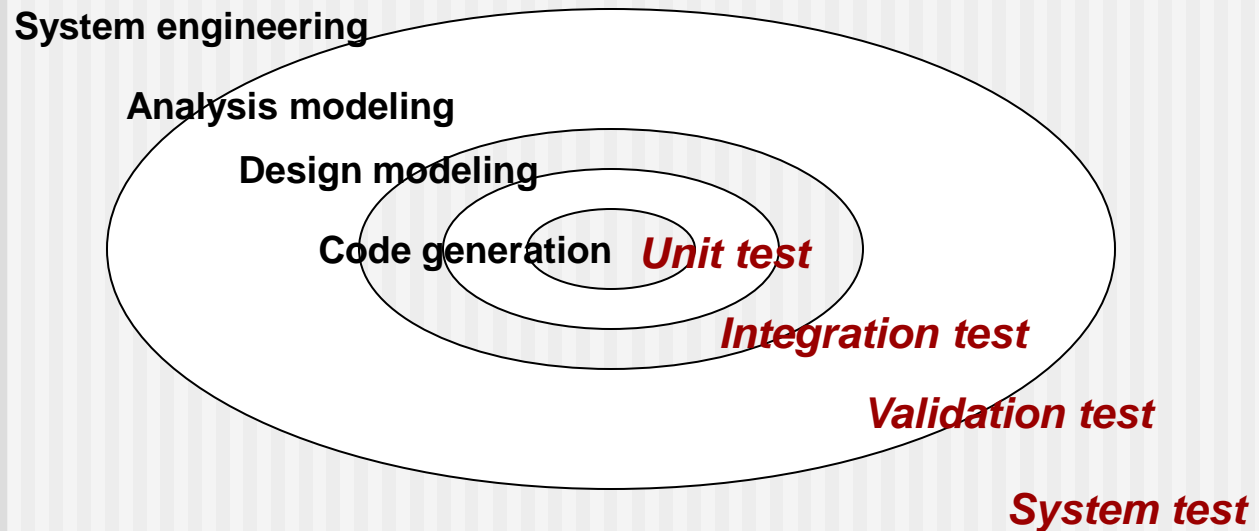 System engineering
Analysis modeling
Design modeling
Code generation
Unit test
Integration test
Validation test
System test